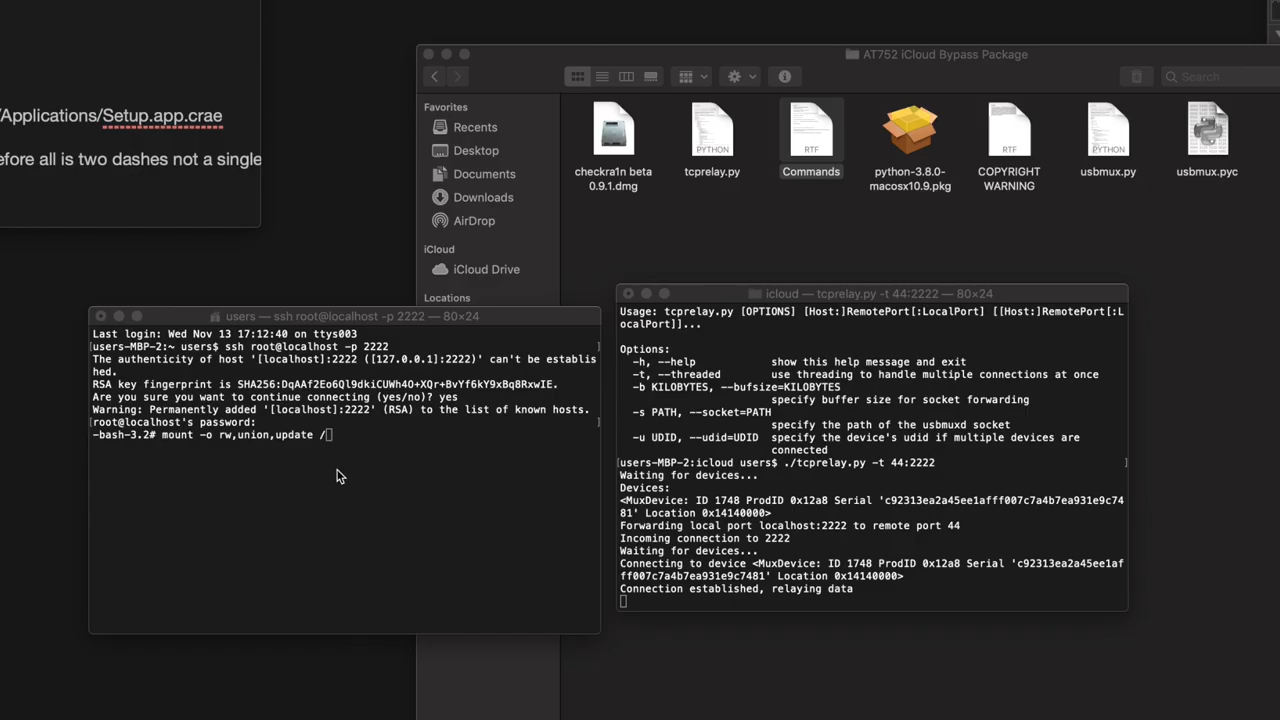 /Applications/Setup.app.crae
efore all is two dashes not a single
AT752 iCloud Bypass Package
Search
Favorites
Recents
Desktop
Documents
Downloads
AirDrop
iCloud
iCloud Drive
Locations
checkra1n beta
0.9.1.dmg
PYTHON
tcprelay.py
RTF
Commands
python-3.8.0-
macosx10.9.pkg
RTF
COPYRIGHT
WARNING
PYTHON
usbmux.py
usbmux.pyc
users — ssh root@localhost -p 2222 — 80×24
Last login: Wed Nov 13 17:12:40 on ttys003
[users-MBP-2:~ users$ ssh root@localhost -p 2222 ]
The authenticity of host '[localhost]:2222 ([127.0.0.1]:2222)' can't be establis
hed.
RSA key fingerprint is SHA256:DqAAf2Eo6Ql9dkiCUWh4O+XQr+BvYf6kY9xBq8RxwIE.
Are you sure you want to continue connecting (yes/no)? yes
Warning: Permanently added '[localhost]:2222' (RSA) to the list of known hosts.
[root@localhost's password: ]
-bash-3.2# mount -o rw,union,update /
icloud — tcprelay.py -t 44:2222 — 80×24
Usage: tcprelay.py [OPTIONS] [Host:]RemotePort[:LocalPort] [[Host:]RemotePort[:L
ocalPort]]...
Options:
-h, --help show this help message and exit
-t, --threaded use threading to handle multiple connections at once
-b KILOBYTES, --bufsize=KILOBYTES
specify buffer size for socket forwarding
-s PATH, --socket=PATH
specify the path of the usbmuxd socket
-u UDID, --udid=UDID specify the device's udid if multiple devices are
connected
[users-MBP-2:icloud users$ ./tcprelay.py -t 44:2222 ]
Waiting for devices...
Devices:
<MuxDevice: ID 1748 ProdID 0x12a8 Serial 'c92313ea2a45ee1afff007c7a4b7ea931e9c74
81' Location 0x14140000>
Forwarding local port localhost:2222 to remote port 44
Incoming connection to 2222
Waiting for devices...
Connecting to device <MuxDevice: ID 1748 ProdID 0x12a8 Serial 'c92313ea2a45ee1af
ff007c7a4b7ea931e9c7481' Location 0x14140000>
Connection established, relaying data